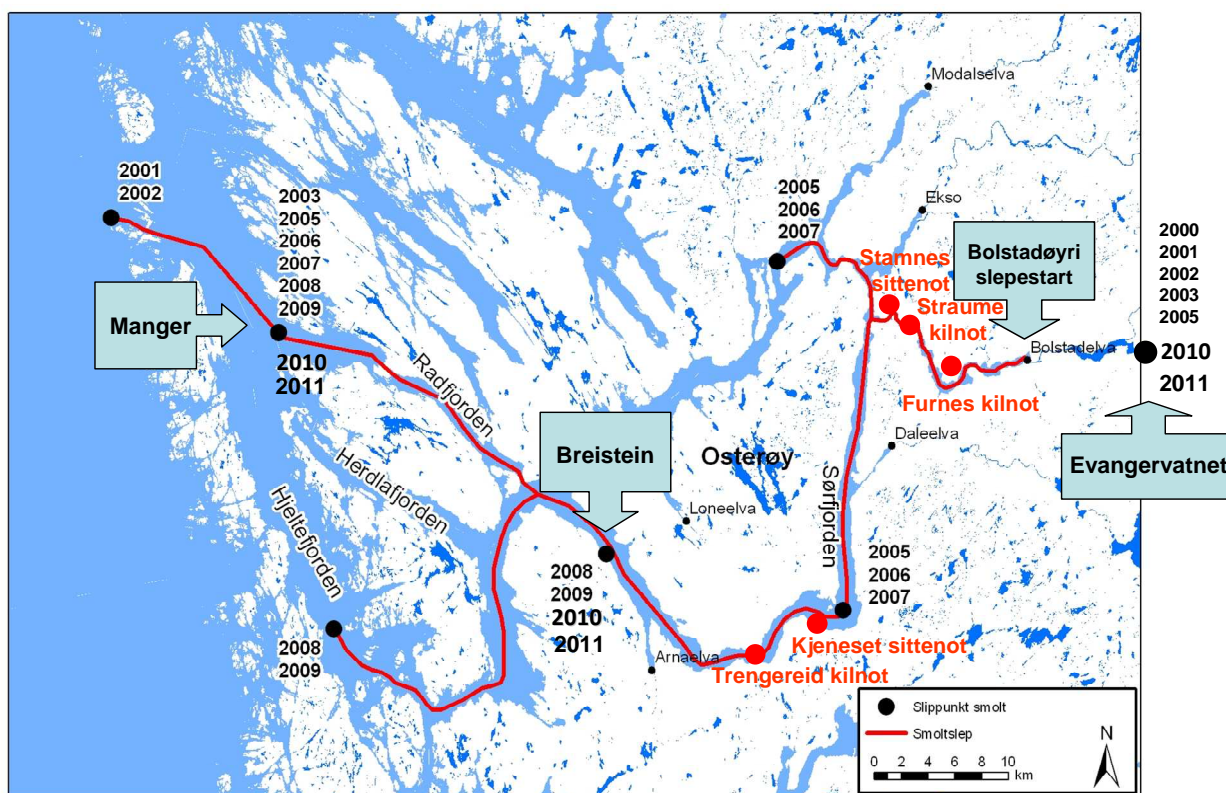 Modalselva
2001
2002
2003
2005
2006
2007
2008
2009
2010
2011
Manger
2005
2006
2007
Ekso
Stamnes
sittenot
Straume
kilnot
Bolstadøyri
slepestart
Bolstadelva
Furnes kilnot
2000
2001
2002
2003
2005
2010
2011
Evangervatnet
Radfjorden
Herdlafjorden
Hjeltefjorden
Breistein
Osterøy
Loneelva
Sørfjorden
Daleelva
2008
2009
2010
2011
2005
2006
2007
Kjeneset sittenot
Trengereid kilnot
Arnaelva
2008
2009
Slippunkt smolt
Smoltslep
N
0 2 4 6 8 10
km